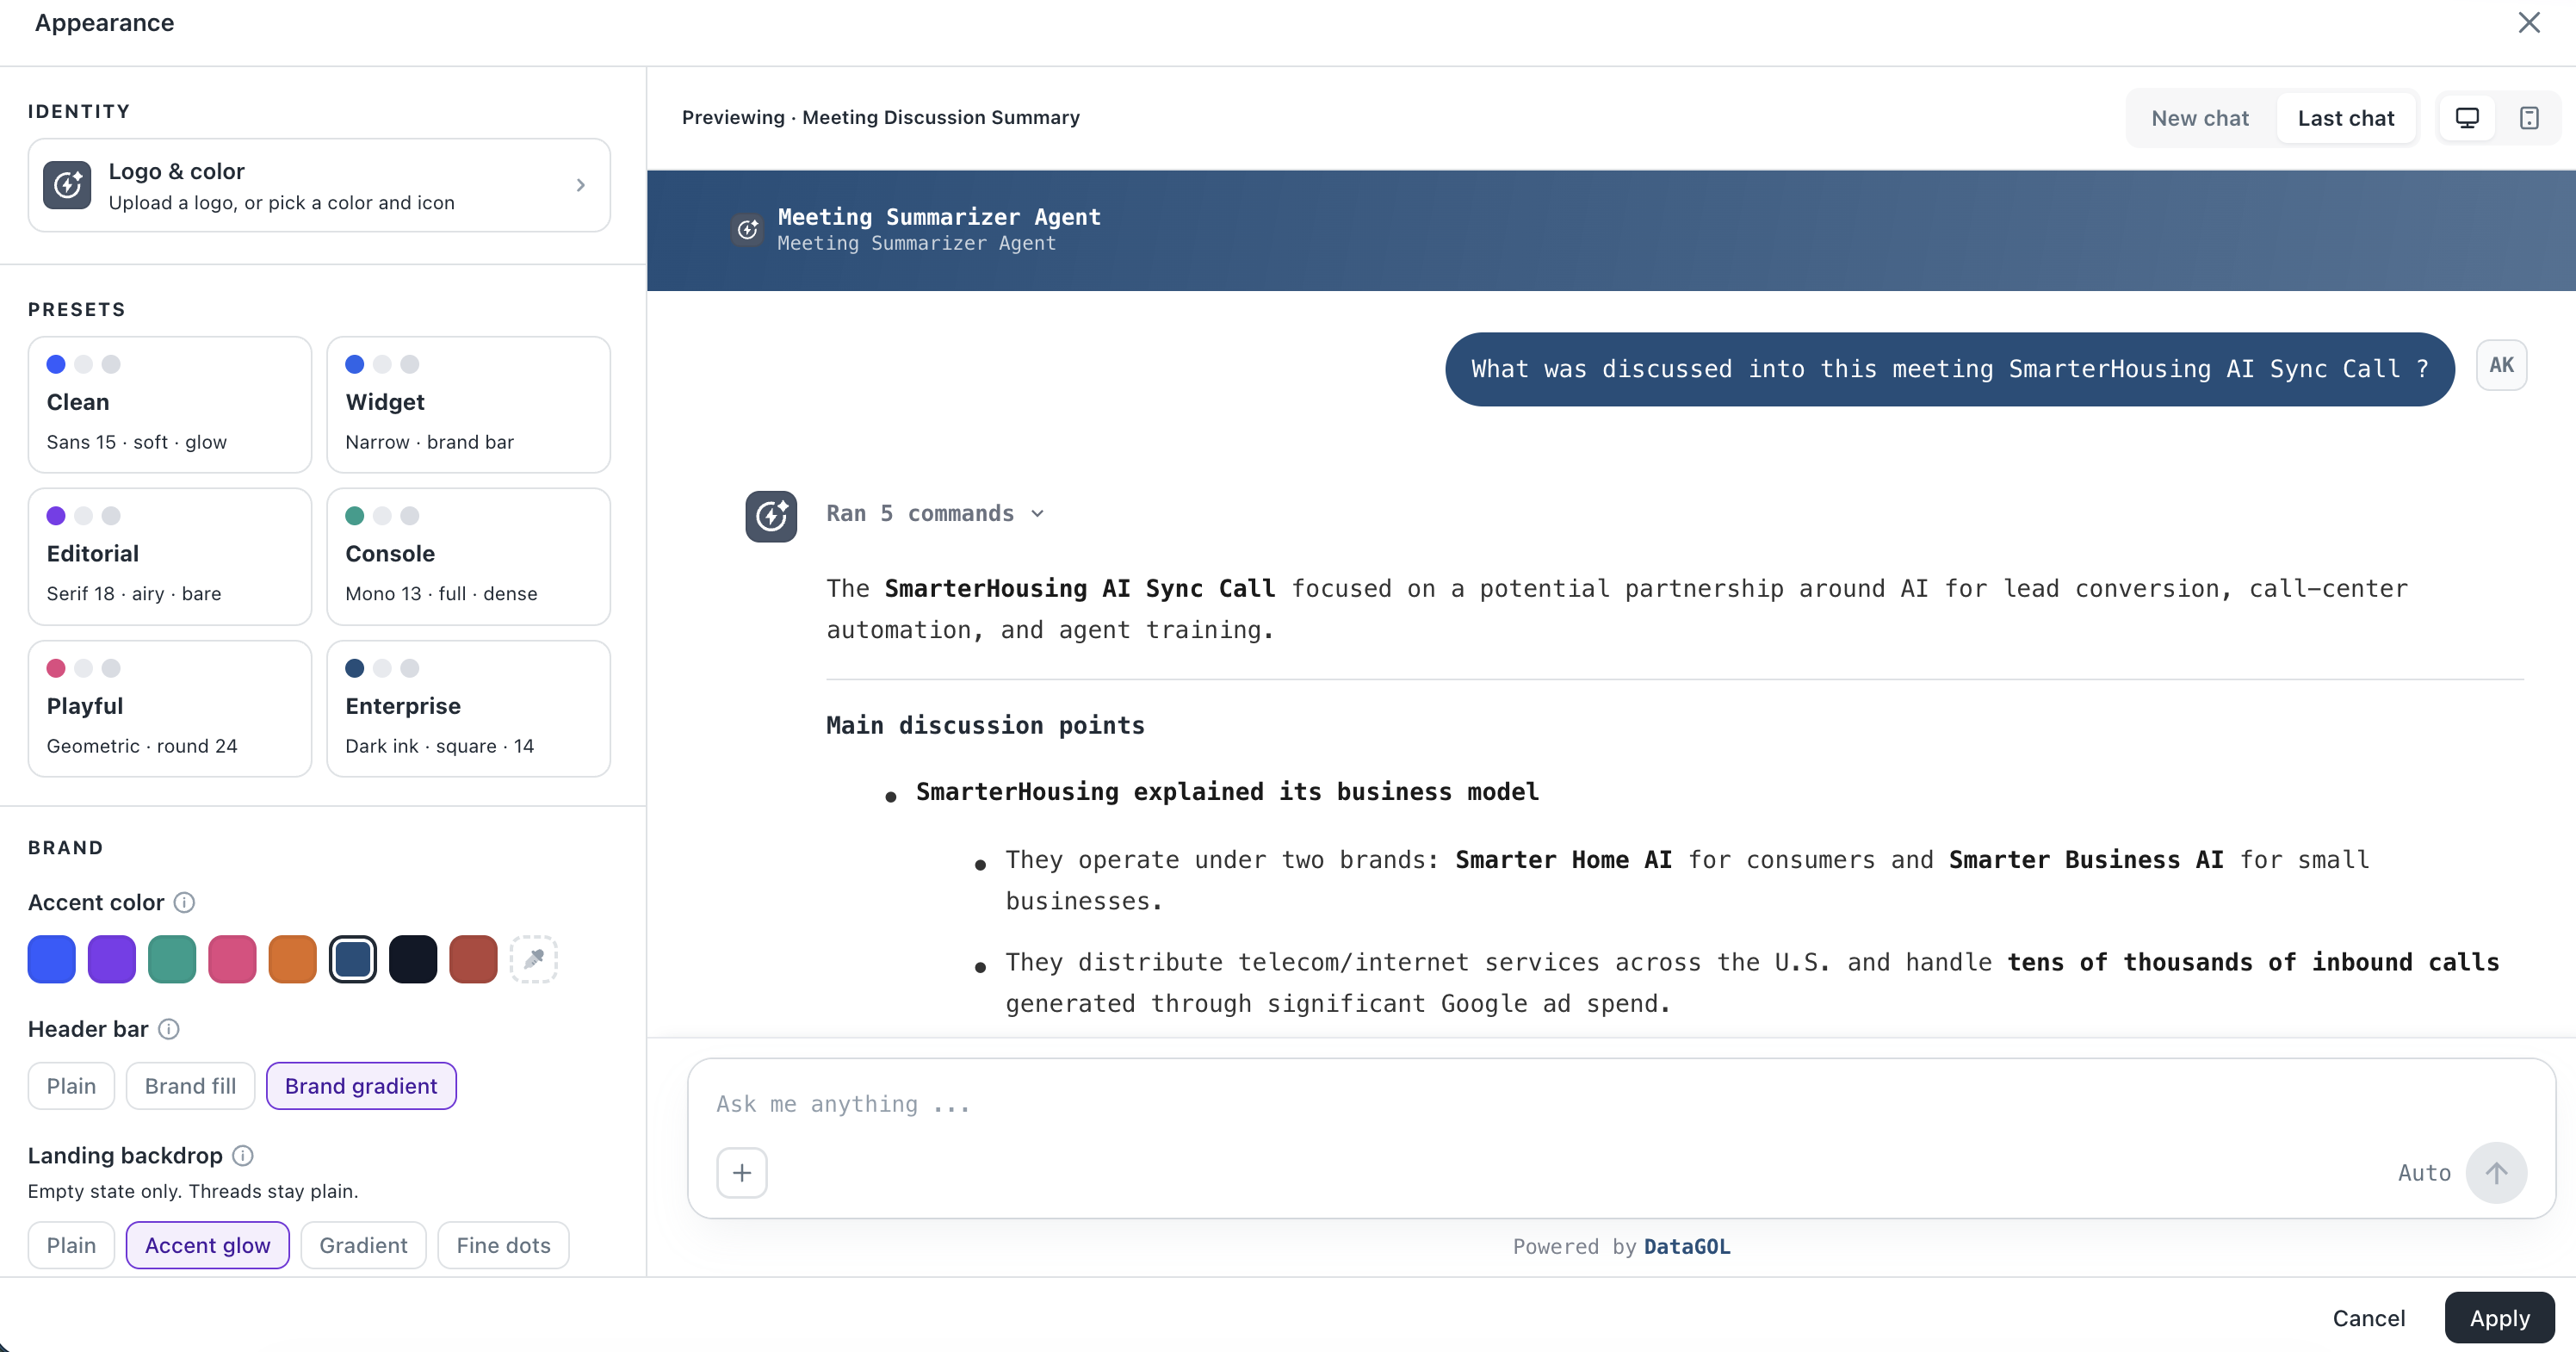 Appearance
IDENTITY
Logo & color
Upload a logo, or pick a color and icon
PRESETS
Clean
Sans 15 · soft · glow
Widget
Narrow · brand bar
Editorial
Serif 18 · airy · bare
Console
Mono 13 · full · dense
Playful
Geometric · round 24
Enterprise
Dark ink · square · 14
BRAND
Accent color
Header bar
Plain
Brand fill
Brand gradient
Landing backdrop
Empty state only. Threads stay plain.
Plain
Accent glow
Gradient
Fine dots
Previewing · Meeting Discussion Summary
New chat
Last chat
Meeting Summarizer Agent
Meeting Summarizer Agent
What was discussed into this meeting SmarterHousing AI Sync Call ?
AK
Ran 5 commands
The SmarterHousing AI Sync Call focused on a potential partnership around AI for lead conversion, call-center
automation, and agent training.
Main discussion points
• SmarterHousing explained its business model
• They operate under two brands: Smarter Home AI for consumers and Smarter Business AI for small
businesses.
• They distribute telecom/internet services across the U.S. and handle tens of thousands of inbound calls
generated through significant Google ad spend.
Ask me anything ...
Auto
Powered by DataGOL
Cancel
Apply